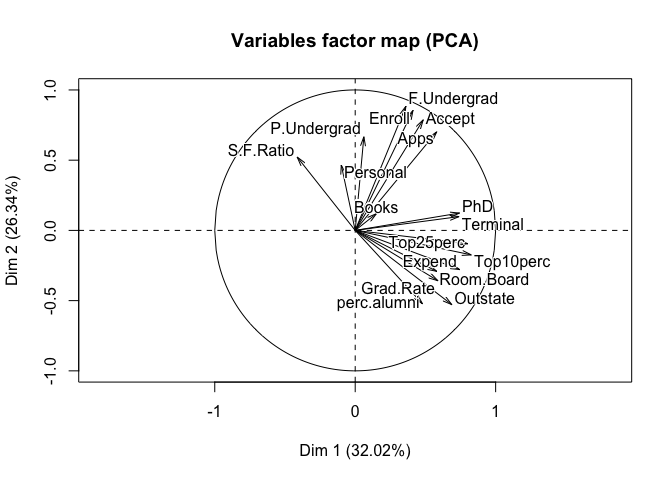 Variables factor map (PCA)
F.Undergrad
Enroll
Accept
P.Undergrad
Apps
S.F.Ratio
Personal
Books
PhD
Terminal
Top25perc
Expend
Top10perc
Room.Board
Grad.Rate
Outstate
perc.alumni
1.0
0.5
0.0
-0.5
-1.0
Dim 2 (26.34%)
-1
0
1
Dim 1 (32.02%)